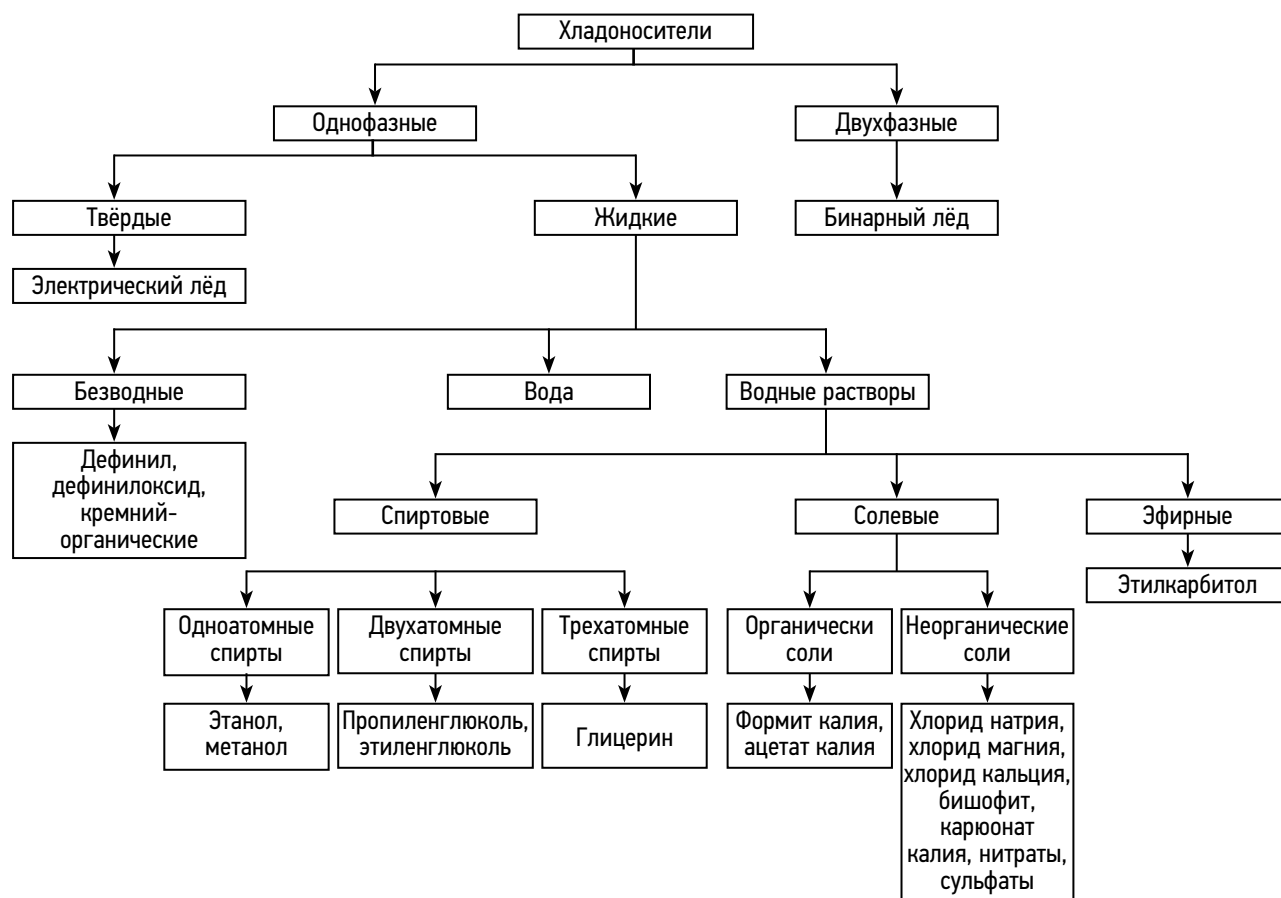 Хладоносители
Однофазные
Двухфазные
Твёрдые
Жидкие
Бинарный лёд
Электрический лёд
Безводные
Вода
Водные растворы
Дефинил,
дефинилоксид,
кремний-
органические
Спиртовые
Солевые
Эфирные
Этилкарбитол
Одноатомные
спирты
Двухатомные
спирты
Трехатомные
спирты
Органически
соли
Неорганические
соли
Этанол,
метанол
Пропиленглюколь,
этиленглюколь
Глицерин
Формит калия,
ацетат калия
Хлорид натрия,
хлорид магния,
хлорид кальция,
бишофит,
карюонат
калия, нитраты,
сульфаты